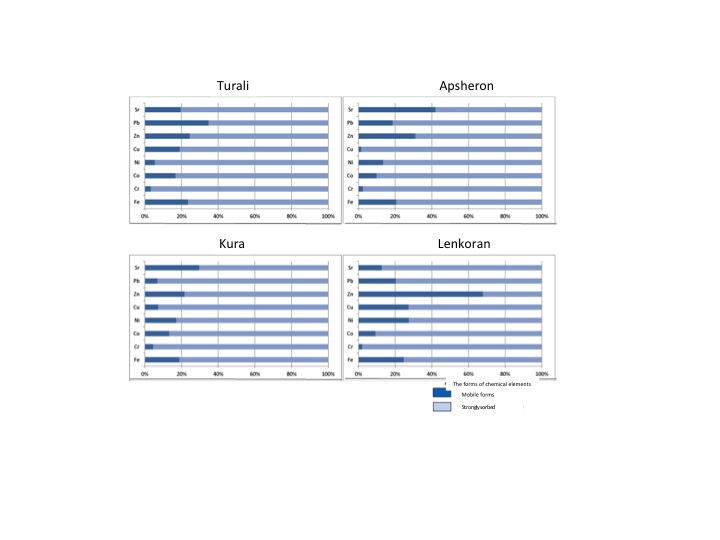 Turali
Apsheron
Sr
Pb
Zn
Cu
Ni
Co
Cr
Fe
0% 20% 40% 60% 80% 100%
Sr
Pb
Zn
Cu
Ni
Co
Cr
Fe
0% 20% 40% 60% 80% 100%
Kura
Lenkoran
Sr
Pb
Zn
Cu
Ni
Co
Cr
Fe
0% 20% 40% 60% 80% 100%
Sr
Pb
Zn
Cu
Ni
Co
Cr
Fe
0% 20% 40% 60% 80% 100%
The forms of chemical elements
Mobile forms
Stronglysorbed